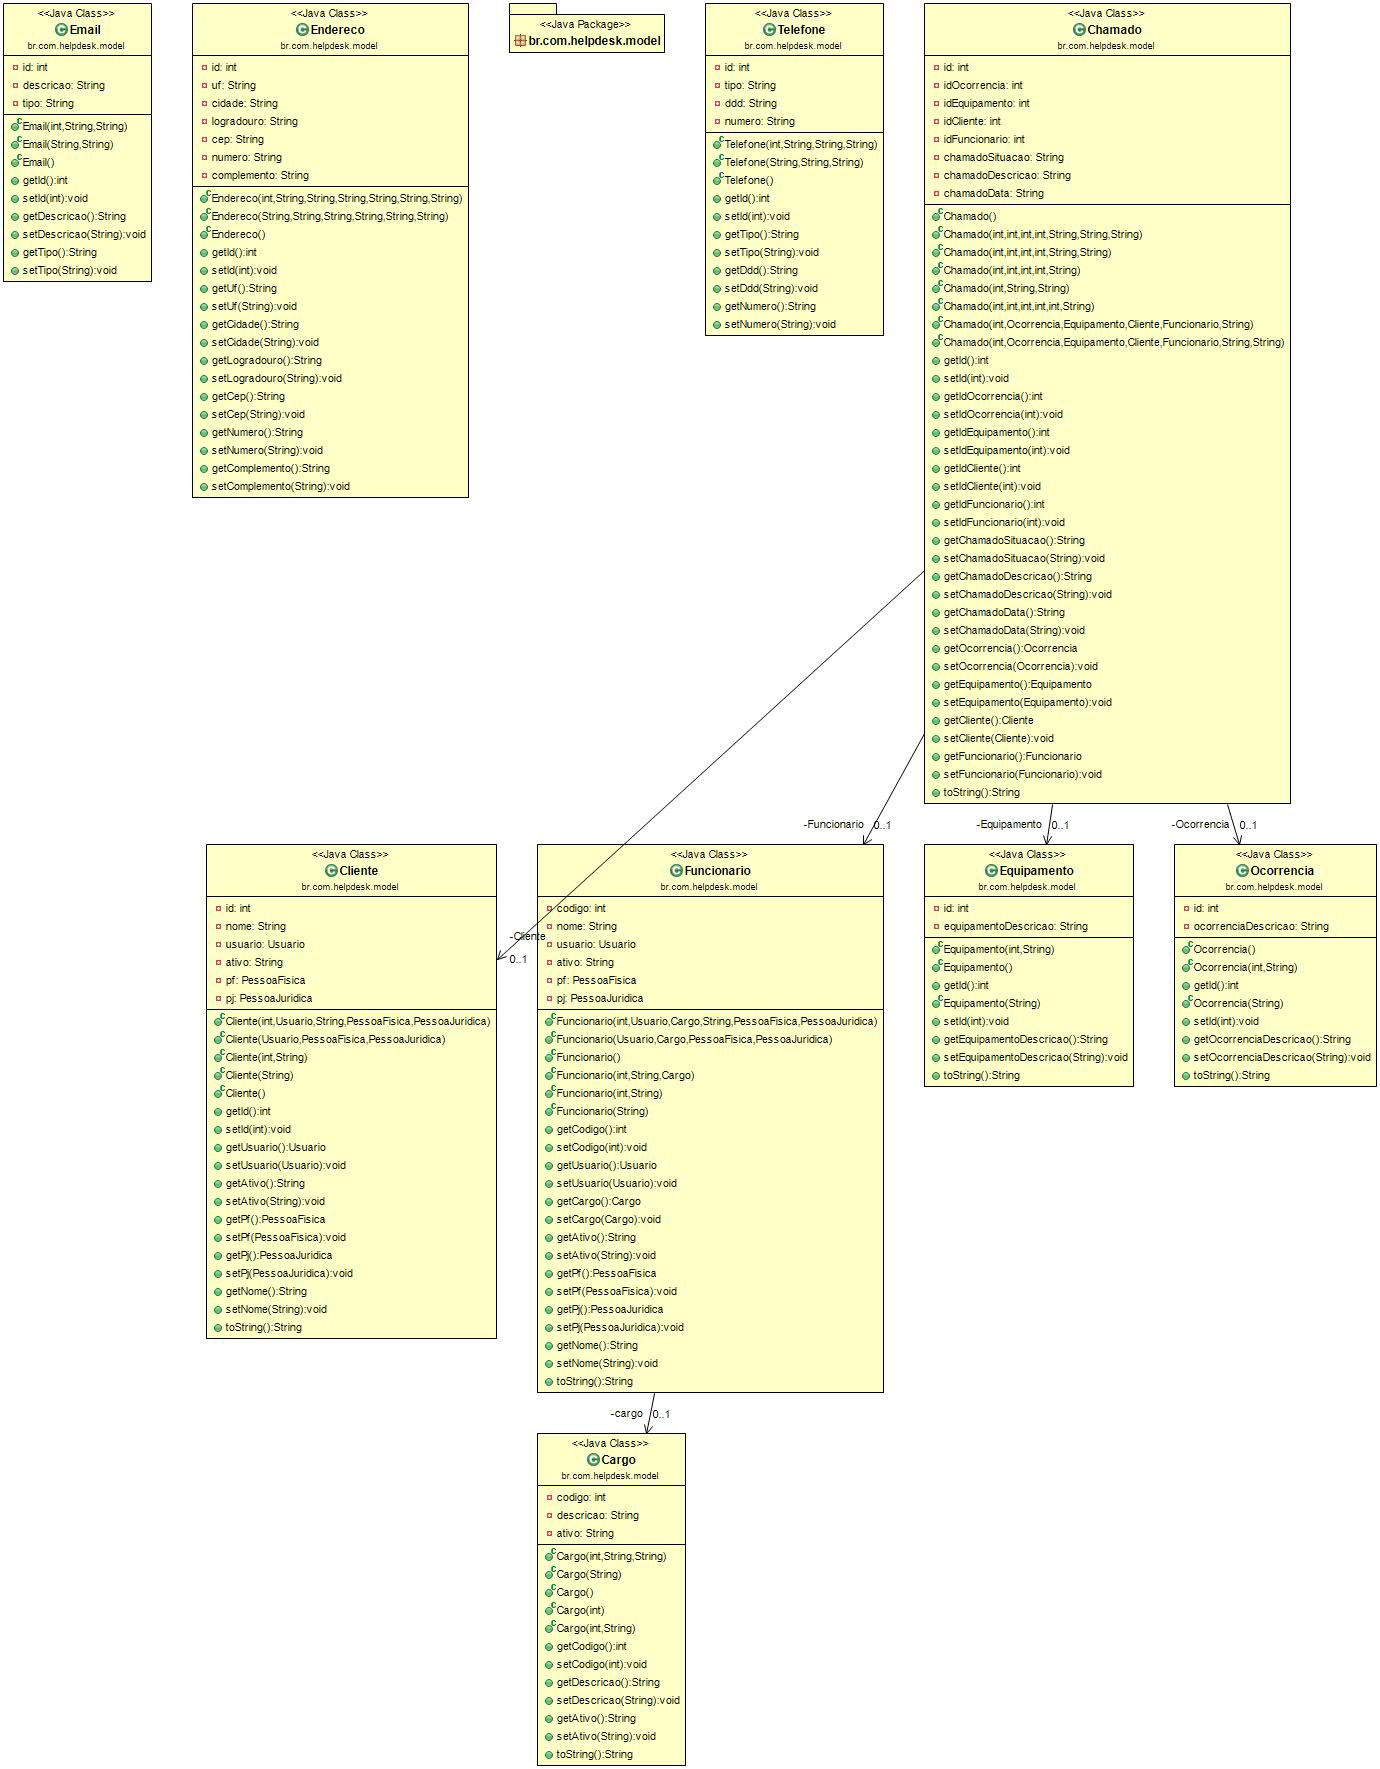 <<Java Class>>
Email
br.com.helpdesk.model
id: int
descricao: String
tipo: String
Email(int,String,String)
Email(String,String)
Email()
getId():int
setId(int):void
getDescricao():String
setDescricao(String):void
getTipo():String
setTipo(String):void
<<Java Class>>
Endereco
br.com.helpdesk.model
id: int
uf: String
cidade: String
logradouro: String
cep: String
numero: String
complemento: String
Endereco(int,String,String,String,String,String,String)
Endereco(String,String,String,String,String,String)
Endereco()
getId():int
setId(int):void
getUf():String
setUf(String):void
getCidade():String
setCidade(String):void
getLogradouro():String
setLogradouro(String):void
getCep():String
setCep(String):void
getNumero():String
setNumero(String):void
getComplemento():String
setComplemento(String):void
<<Java Package>>
br.com.helpdesk.model
<<Java Class>>
Telefone
br.com.helpdesk.model
id: int
tipo: String
ddd: String
numero: String
Telefone(int,String,String,String)
Telefone(String,String,String)
Telefone()
getId():int
setId(int):void
getTipo():String
setTipo(String):void
getDdd():String
setDdd(String):void
getNumero():String
setNumero(String):void
<<Java Class>>
Chamado
br.com.helpdesk.model
id: int
idOcorrencia: int
idEquipamento: int
idCliente: int
idFuncionario: int
chamadoSituacao: String
chamadoDescricao: String
chamadoData: String
Chamado()
Chamado(int,int,int,int,String,String,String)
Chamado(int,int,int,int,String,String)
Chamado(int,int,int,int,String)
Chamado(int,String,String)
Chamado(int,int,int,int,int,String)
Chamado(int,Ocorrencia,Equipamento,Cliente,Funcionario,String)
Chamado(int,Ocorrencia,Equipamento,Cliente,Funcionario,String,String)
getId():int
setId(int):void
getIdOcorrencia():int
setIdOcorrencia(int):void
getIdEquipamento():int
setIdEquipamento(int):void
getIdCliente():int
setIdCliente(int):void
getIdFuncionario():int
setIdFuncionario(int):void
getChamadoSituacao():String
setChamadoSituacao(String):void
getChamadoDescricao():String
setChamadoDescricao(String):void
getChamadoData():String
setChamadoData(String):void
getOcorrencia():Ocorrencia
setOcorrencia(Ocorrencia):void
getEquipamento():Equipamento
setEquipamento(Equipamento):void
getCliente():Cliente
setCliente(Cliente):void
getFuncionario():Funcionario
setFuncionario(Funcionario):void
toString():String
-Funcionario 0..1
-Equipamento 0..1
-Ocorrencia 0..1
<<Java Class>>
Cliente
br.com.helpdesk.model
id: int
nome: String
usuario: Usuario
ativo: String
pf: PessoaFisica
pj: PessoaJuridica
Cliente(int,Usuario,String,PessoaFisica,PessoaJuridica)
Cliente(Usuario,PessoaFisica,PessoaJuridica)
Cliente(int,String)
Cliente(String)
Cliente()
getId():int
setId(int):void
getUsuario():Usuario
setUsuario(Usuario):void
getAtivo():String
setAtivo(String):void
getPf():PessoaFisica
setPf(PessoaFisica):void
getPj():PessoaJuridica
setPj(PessoaJuridica):void
getNome():String
setNome(String):void
toString():String
-Cliente
0..1
<<Java Class>>
Funcionario
br.com.helpdesk.model
codigo: int
nome: String
usuario: Usuario
ativo: String
pf: PessoaFisica
pj: PessoaJuridica
Funcionario(int,Usuario,Cargo,String,PessoaFisica,PessoaJuridica)
Funcionario(Usuario,Cargo,PessoaFisica,PessoaJuridica)
Funcionario()
Funcionario(int,String,Cargo)
Funcionario(int,String)
Funcionario(String)
getCodigo():int
setCodigo(int):void
getUsuario():Usuario
setUsuario(Usuario):void
getCargo():Cargo
setCargo(Cargo):void
getAtivo():String
setAtivo(String):void
getPf():PessoaFisica
setPf(PessoaFisica):void
getPj():PessoaJuridica
setPj(PessoaJuridica):void
getNome():String
setNome(String):void
toString():String
<<Java Class>>
Equipamento
br.com.helpdesk.model
id: int
equipamentoDescricao: String
Equipamento(int,String)
Equipamento()
getId():int
Equipamento(String)
setId(int):void
getEquipamentoDescricao():String
setEquipamentoDescricao(String):void
toString():String
<<Java Class>>
Ocorrencia
br.com.helpdesk.model
id: int
ocorrenciaDescricao: String
Ocorrencia()
Ocorrencia(int,String)
getId():int
Ocorrencia(String)
setId(int):void
getOcorrenciaDescricao():String
setOcorrenciaDescricao(String):void
toString():String
-cargo 0..1
<<Java Class>>
Cargo
br.com.helpdesk.model
codigo: int
descricao: String
ativo: String
Cargo(int,String,String)
Cargo(String)
Cargo()
Cargo(int)
Cargo(int,String)
getCodigo():int
setCodigo(int):void
getDescricao():String
setDescricao(String):void
getAtivo():String
setAtivo(String):void
toString():String